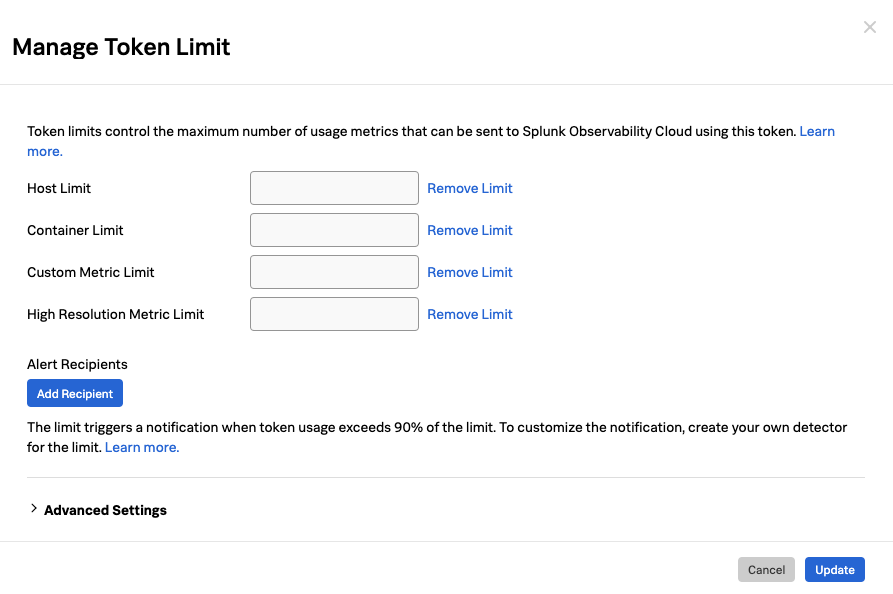 Manage Token Limit
Token limits control the maximum number of usage metrics that can be sent to Splunk Observability Cloud using this token. Learn
more.
Host Limit Remove Limit
Container Limit Remove Limit
Custom Metric Limit Remove Limit
High Resolution Metric Limit Remove Limit
Alert Recipients
Add Recipient
The limit triggers a notification when token usage exceeds 90% of the limit. To customize the notification, create your own detector
for the limit. Learn more.
Advanced Settings
Cancel Update